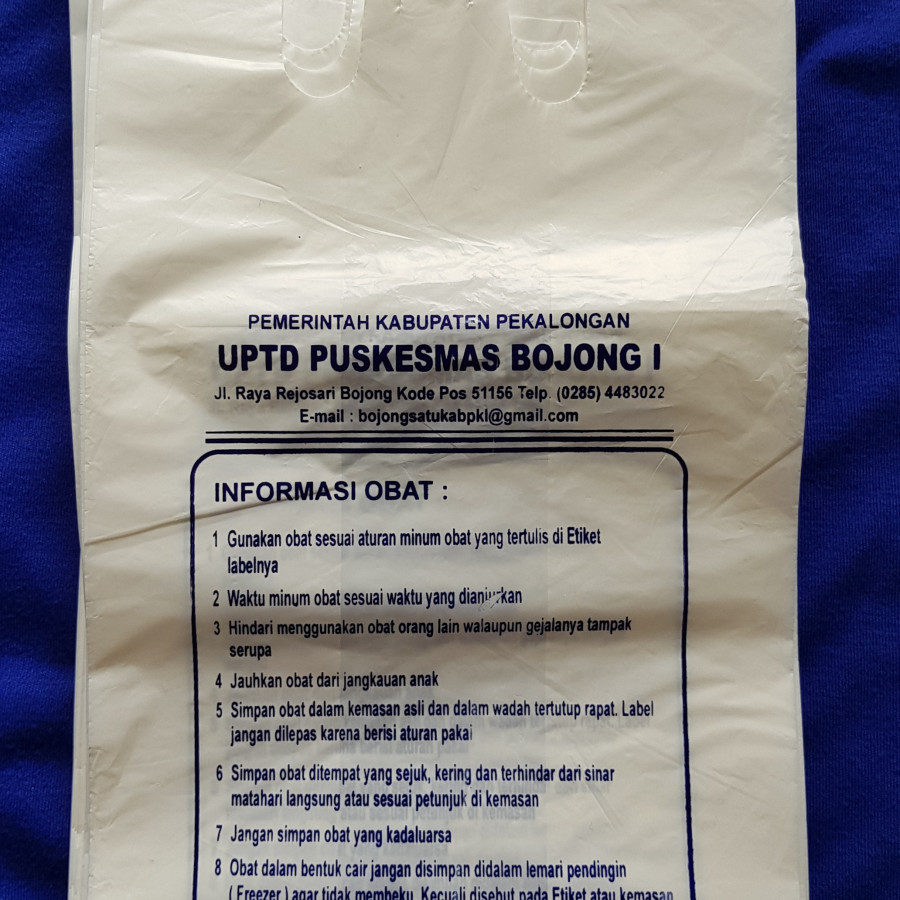 PEMERINTAH KABUPATEN PEKALONGAN
UPTD PUSKESMAS BOJONG I
Jl. Raya Rejosari Bojong Kode Pos 51156 Telp. (0285) 4483022
E-mail : bojongsatukabpkl@gmail.com
INFORMASI OBAT :
1 Gunakan obat sesuai aturan minum obat yang tertulis di Etiket
labelnya
2 Waktu minum obat sesuai waktu yang dianjurkan
3 Hindari menggunakan obat orang lain walaupun gejalanya tampak
serupa
4 Jauhkan obat dari jangkauan anak
5 Simpan obat dalam kemasan asli dan dalam wadah tertutup rapat. Label
jangan dilepas karena berisi aturan pakai
6 Simpan obat ditempat yang sejuk, kering dan terhindar dari sinar
matahari langsung atau sesuai petunjuk di kemasan
7 Jangan simpan obat yang kadaluarsa
8 Obat dalam bentuk cair jangan disimpan didalam lemari pendingin
( Freezer ) agar tidak membeku. Kecuali disebut pada Etiket atau kemasan